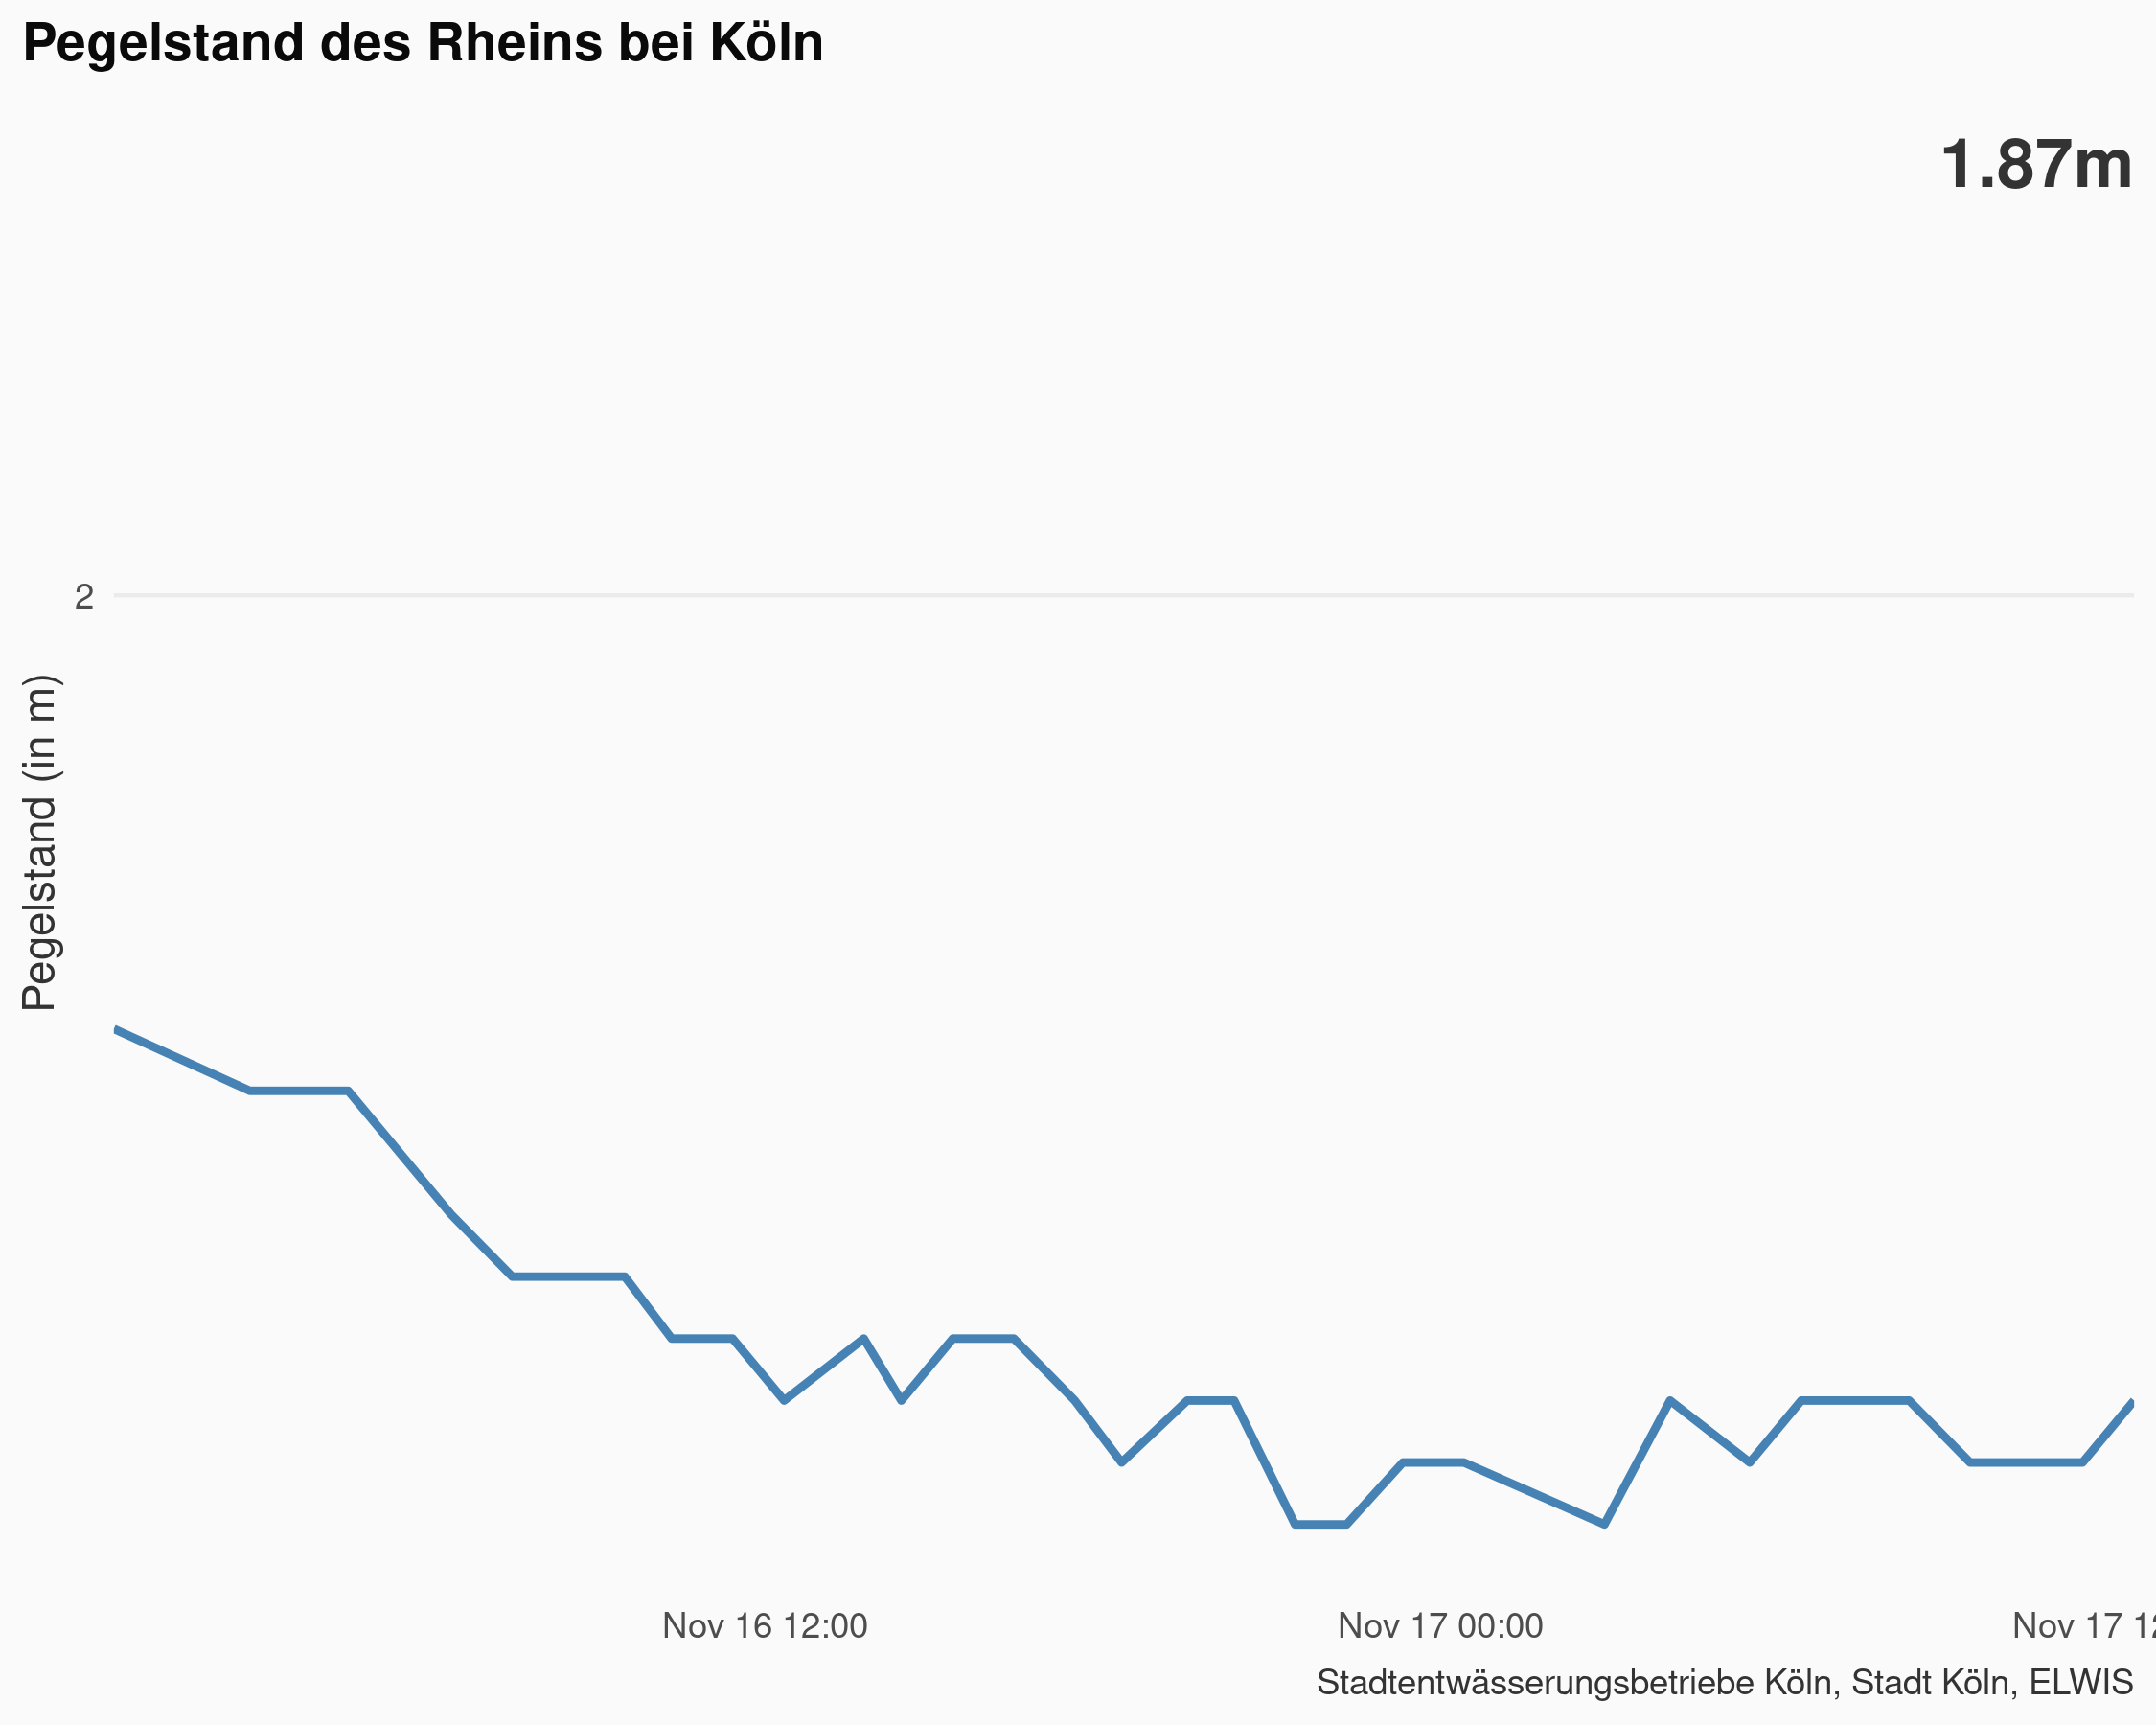 Pegelstand des Rheins bei Köln
1.87m
2
Pegelstand (in m)
Nov 16 12:00
Nov 17 00:00
Nov 17 12
Stadtentwässerungsbetriebe Köln, Stadt Köln, ELWIS